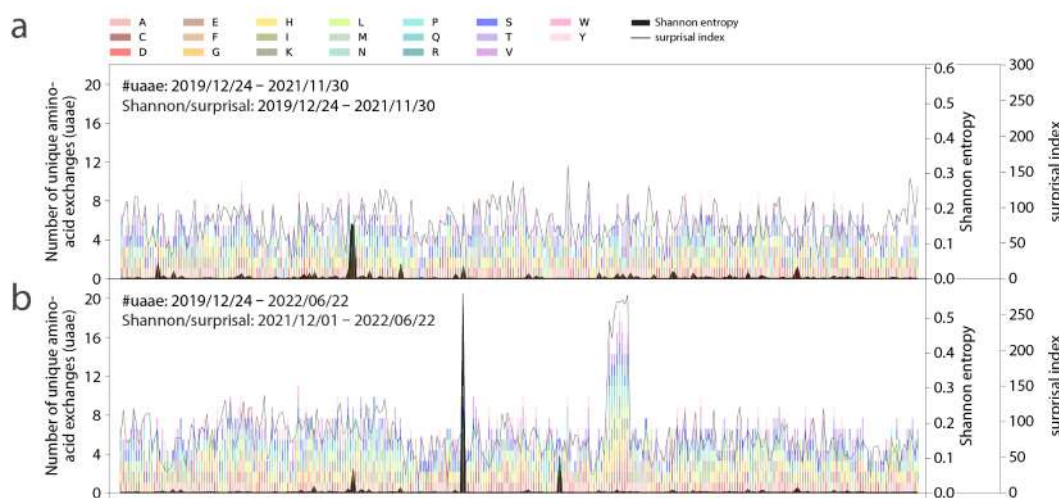 a
A E H L P S W
C F I M Q T Y
D G K N R V
Shannon entropy
surprisal index
#uaae: 2019/12/24 – 2021/11/30
Shannon/surprisal: 2019/12/24 – 2021/11/30
Number of unique amino-
acid exchanges (uaae)
20
16
12
8
4
0
0.6
0.5
0.4
0.3
0.2
0.1
0.0
Shannon entropy
300
250
200
150
100
50
0
surprisal index
b
#uaae: 2019/12/24 – 2022/06/22
Shannon/surprisal: 2021/12/01 – 2022/06/22
Number of unique amino-
acid exchanges (uaae)
20
16
12
8
4
0
0.5
0.4
0.3
0.2
0.1
0.0
Shannon entropy
250
200
150
100
50
0
surprisal index